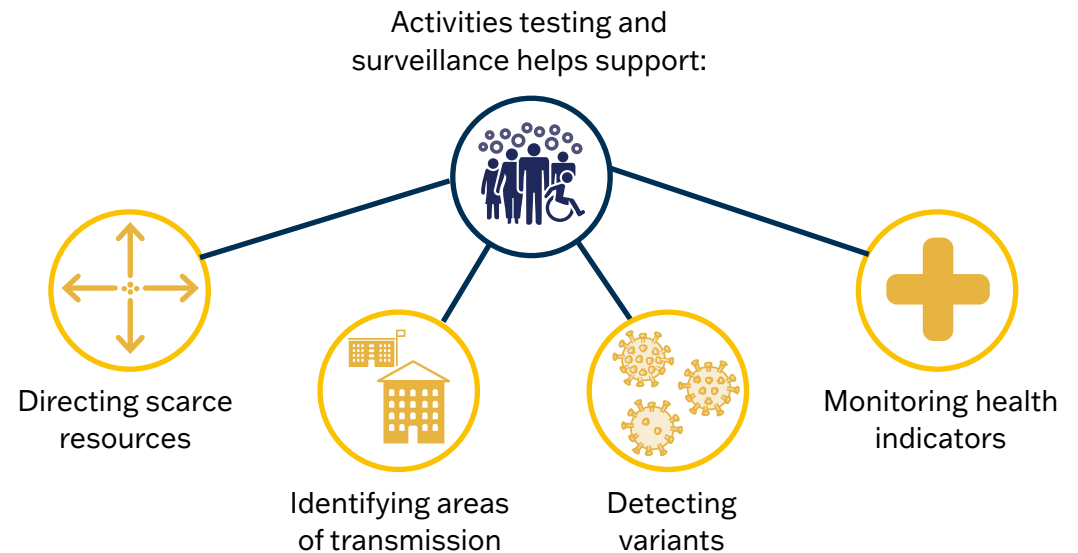 Activities testing and
surveillance helps support:
Directing scarce
resources
Identifying areas
of transmission
Detecting
variants
Monitoring health
indicators